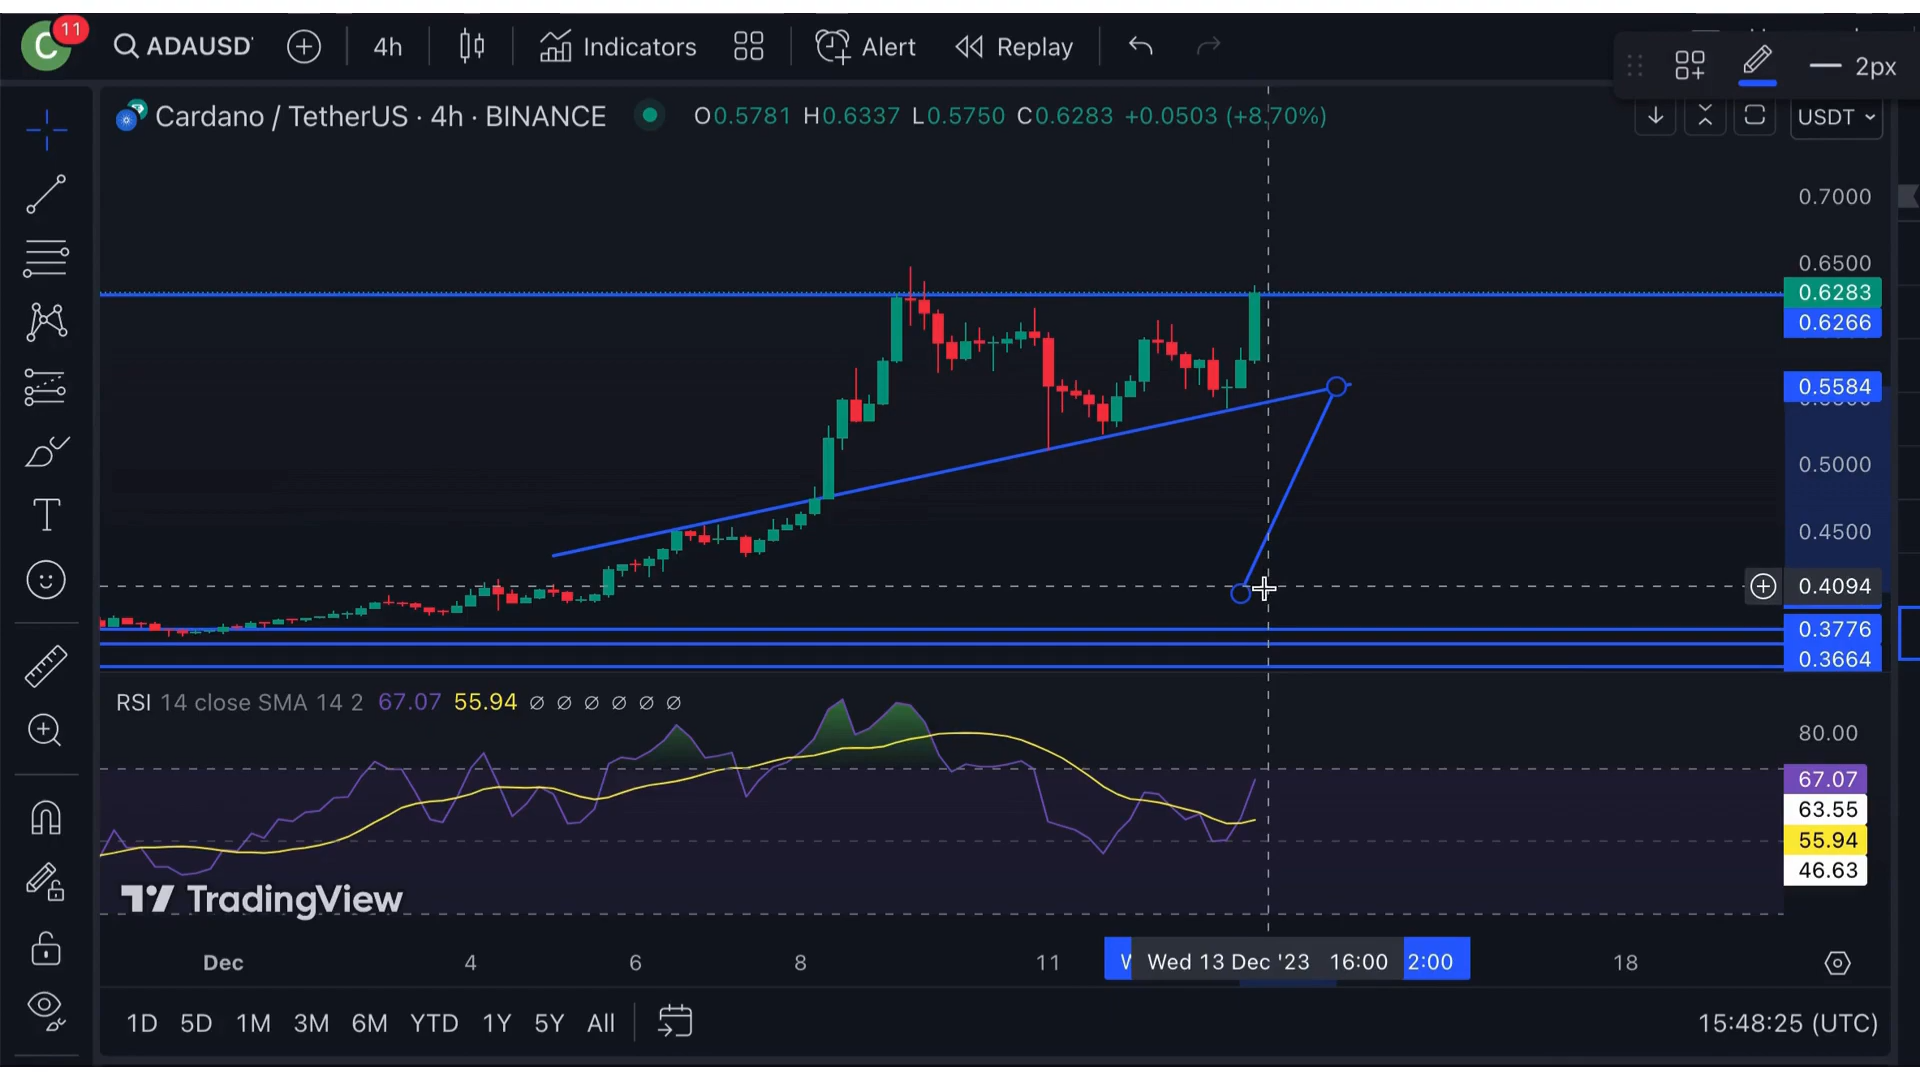 C 11 ADAUSD 4h Indicators Alert Replay 2px
Cardano / TetherUS · 4h · BINANCE O0.5781 H0.6337 L0.5750 C0.6283 +0.0503 (+8.70%) USDT
0.7000
0.6500
0.6283
0.6266
0.5584
0.5000
0.4500
0.4094
0.3776
0.3664
RSI 14 close SMA 14 2 67.07 55.94 ∅ ∅ ∅ ∅ ∅ ∅
80.00
67.07
63.55
55.94
46.63
TradingView
Dec 4 6 8 11 Wed 13 Dec '23 16:00 2:00 18
1D 5D 1M 3M 6M YTD 1Y 5Y All 15:48:25 (UTC)